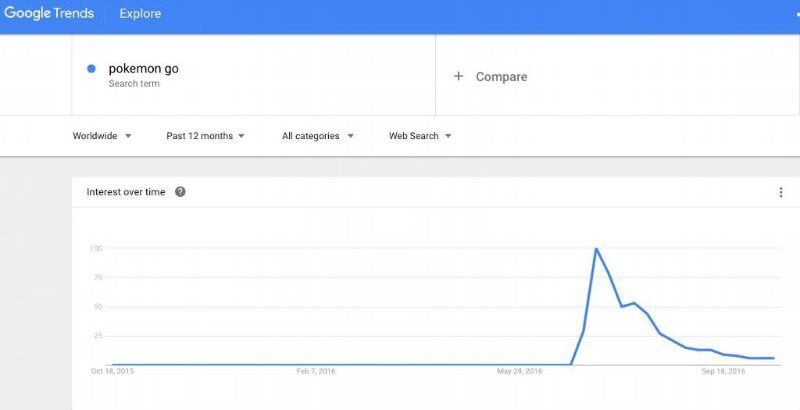 Google Trends Explore
pokemon go
Search term
+ Compare
Worldwide Past 12 months All categories Web Search
Interest over time ?
100
75
50
25
Oct 18, 2015 Feb 7, 2016 May 29, 2016 Sep 18, 2016